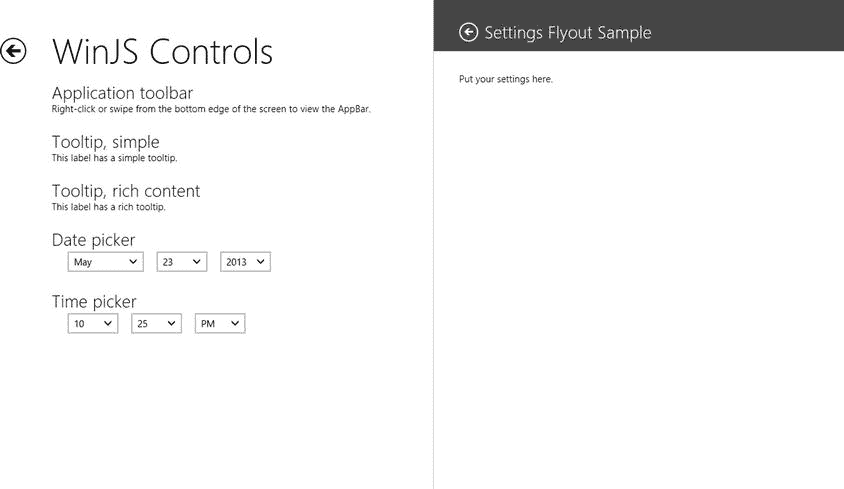 WinJS Controls
Application toolbar
Right-click or swipe from the bottom edge of the screen to view the AppBar.
Tooltip, simple
This label has a simple tooltip.
Tooltip, rich content
This label has a rich tooltip.
Date picker
May 23 2013
Time picker
10 25 PM
Settings Flyout Sample
Put your settings here.